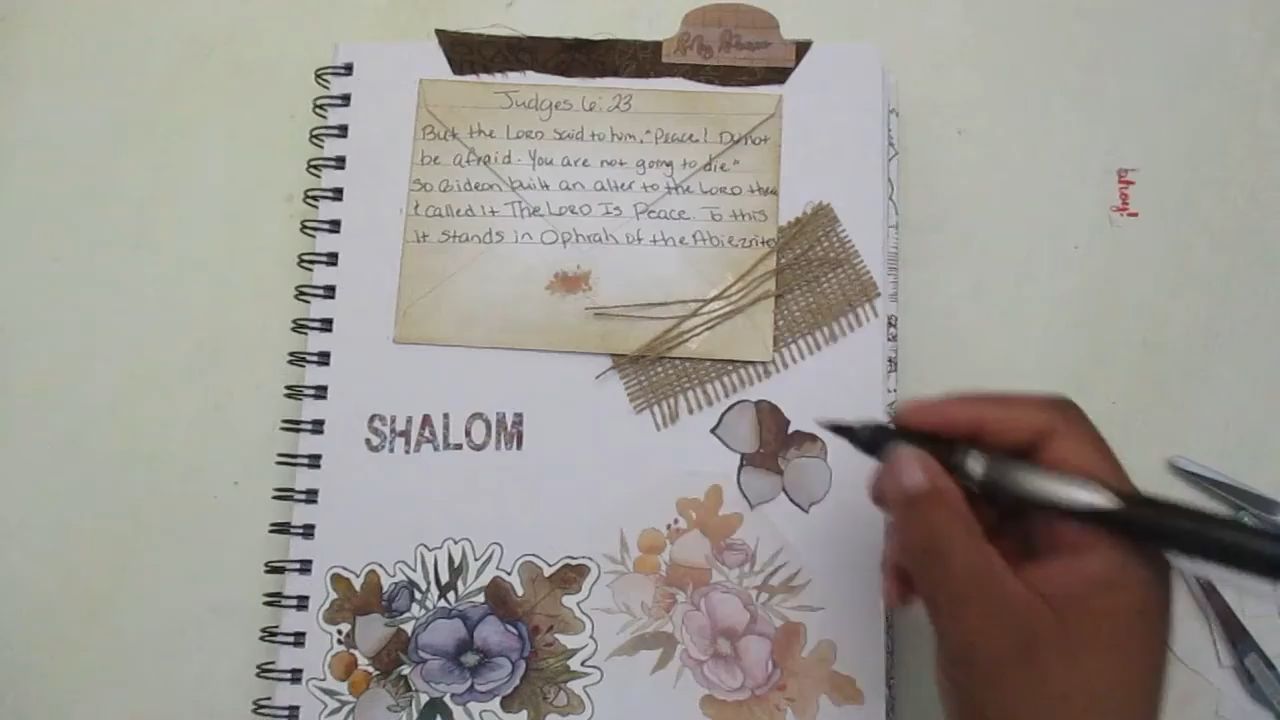 Judges 6:23
But the LORD said to him, "Peace! Do not
be afraid. You are not going to die"
So Gideon built an alter to the LORD there
& called it The LORD Is Peace. To this
it stands in Ophrah of the Abiezrites
SHALOM
ahoy!